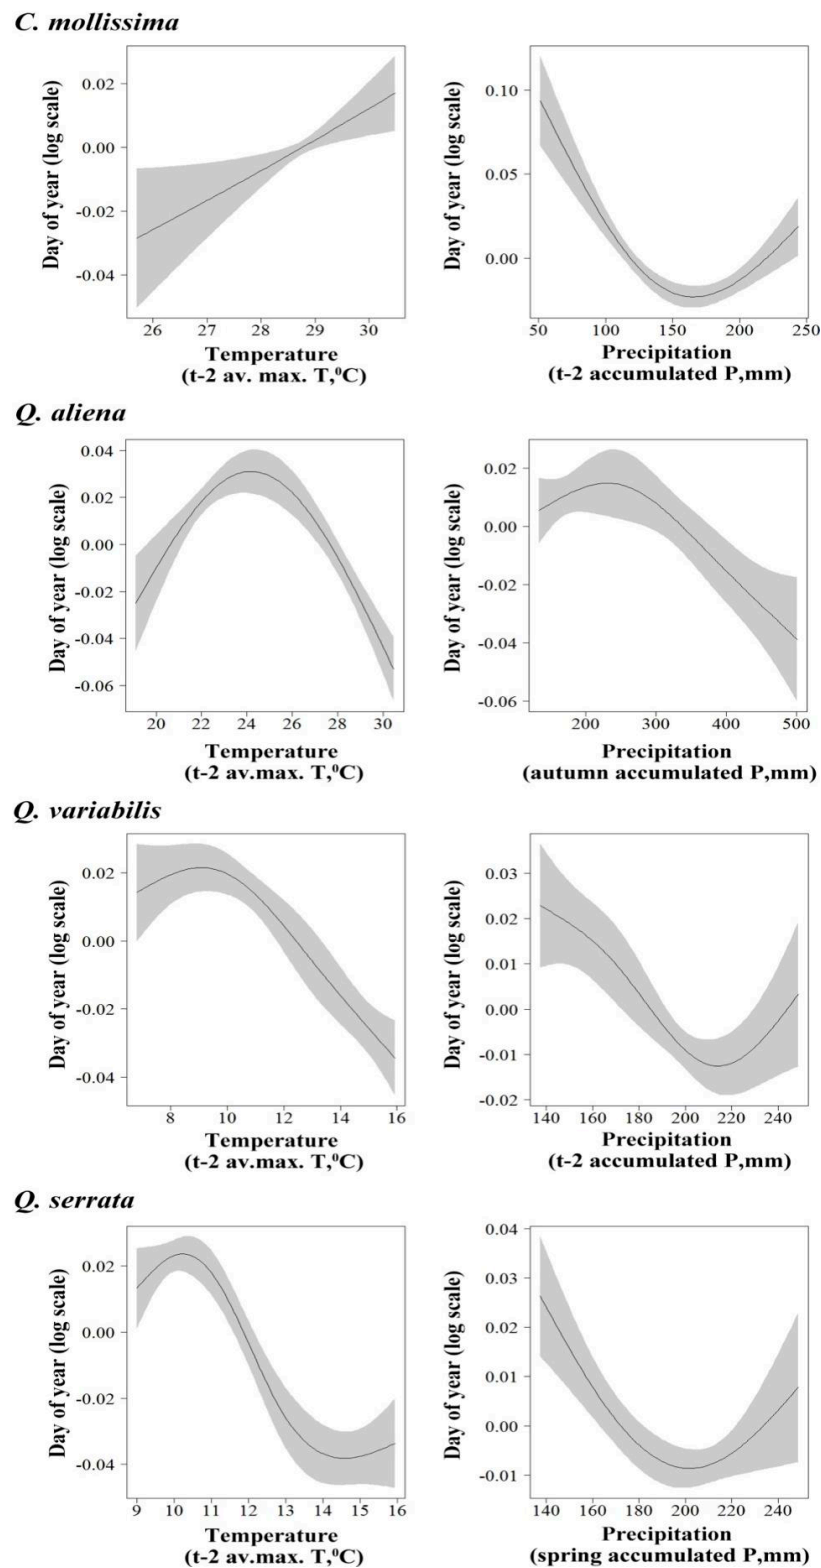 C. mollissima
Day of year (log scale)
0.02
0.00
-0.02
-0.04
26 27 28 29 30
Temperature
(t-2 av. max. T,⁰C)
Day of year (log scale)
0.10
0.05
0.00
50 100 150 200 250
Precipitation
(t-2 accumulated P,mm)
Q. aliena
Day of year (log scale)
0.04
0.02
0.00
-0.02
-0.04
-0.06
20 22 24 26 28 30
Temperature
(t-2 av.max. T,⁰C)
Day of year (log scale)
0.02
0.00
-0.02
-0.04
-0.06
200 300 400 500
Precipitation
(autumn accumulated P,mm)
Q. variabilis
Day of year (log scale)
0.02
0.00
-0.02
-0.04
8 10 12 14 16
Temperature
(t-2 av.max. T,⁰C)
Day of year (log scale)
0.03
0.02
0.01
0.00
-0.01
-0.02
140 160 180 200 220 240
Precipitation
(t-2 accumulated P,mm)
Q. serrata
Day of year (log scale)
0.02
0.00
-0.02
-0.04
9 10 11 12 13 14 15 16
Temperature
(t-2 av.max. T,⁰C)
Day of year (log scale)
0.04
0.03
0.02
0.01
0.00
-0.01
140 160 180 200 220 240
Precipitation
(spring accumulated P,mm)